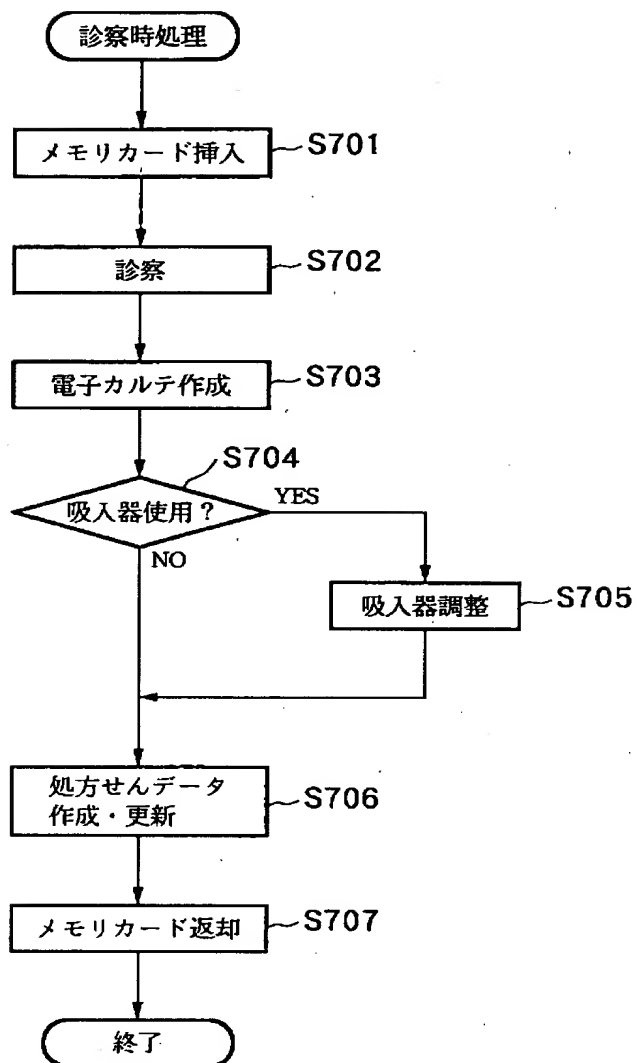 診察時処理
メモリカード挿入
S701
診察
S702
電子カルテ作成
S703
S704
吸入器使用？
YES
NO
吸入器調整
S705
処方せんデータ
作成・更新
S706
メモリカード返却
S707
終了